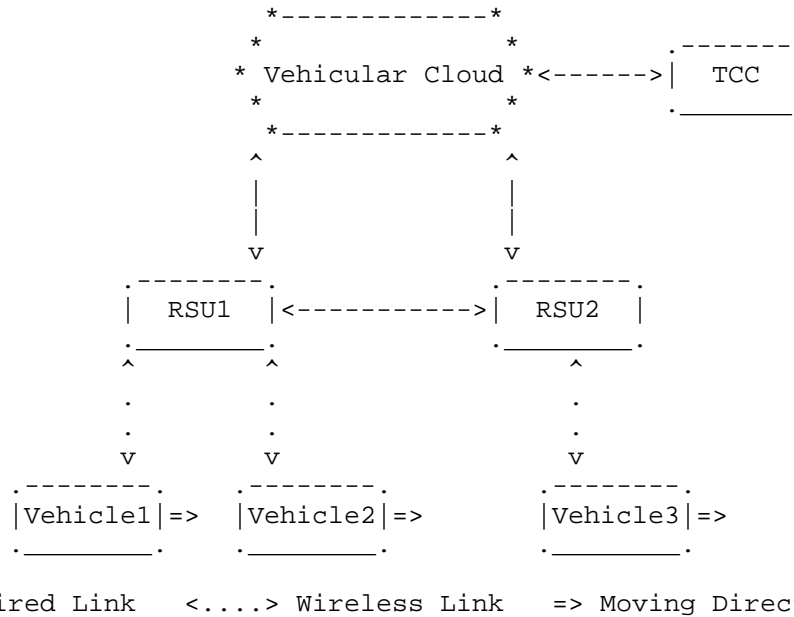 Vehicular Cloud *<------>| TCC
RSU1 |<----------->| RSU2
|Vehicle1|=> |Vehicle2|=> |Vehicle3|=>
ired Link <....> Wireless Link => Moving Direc